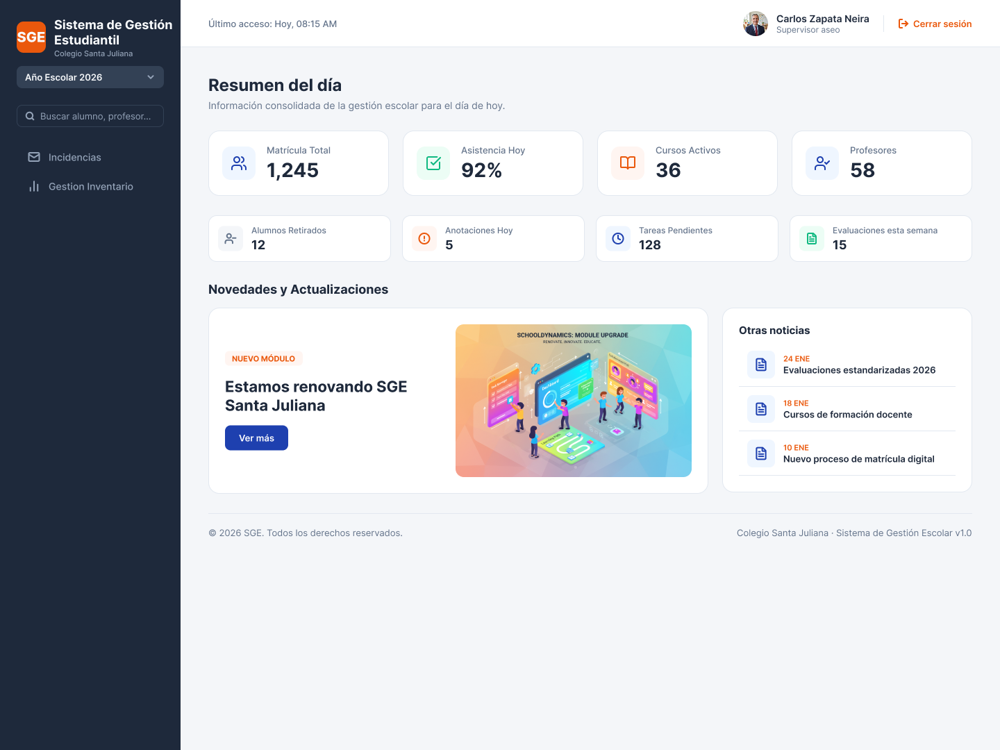 SGE
Sistema de Gestión
Estudiantil
Colegio Santa Juliana
Año Escolar 2026
Buscar alumno, profesor...
Incidencias
Gestion Inventario
Último acceso: Hoy, 08:15 AM
Carlos Zapata Neira
Supervisor aseo
Cerrar sesión
Resumen del día
Información consolidada de la gestión escolar para el día de hoy.
Matrícula Total
1,245
Asistencia Hoy
92%
Cursos Activos
36
Profesores
58
Alumnos Retirados
12
Anotaciones Hoy
5
Tareas Pendientes
128
Evaluaciones esta semana
15
Novedades y Actualizaciones
NUEVO MÓDULO
Estamos renovando SGE
Santa Juliana
Ver más
SCHOOLDYNAMICS: MODULE UPGRADE
RENOVATE. INNOVATE. EDUCATE.
Dashboard
Learning Path
Otras noticias
24 ENE
Evaluaciones estandarizadas 2026
18 ENE
Cursos de formación docente
10 ENE
Nuevo proceso de matrícula digital
© 2026 SGE. Todos los derechos reservados.
Colegio Santa Juliana · Sistema de Gestión Escolar v1.0